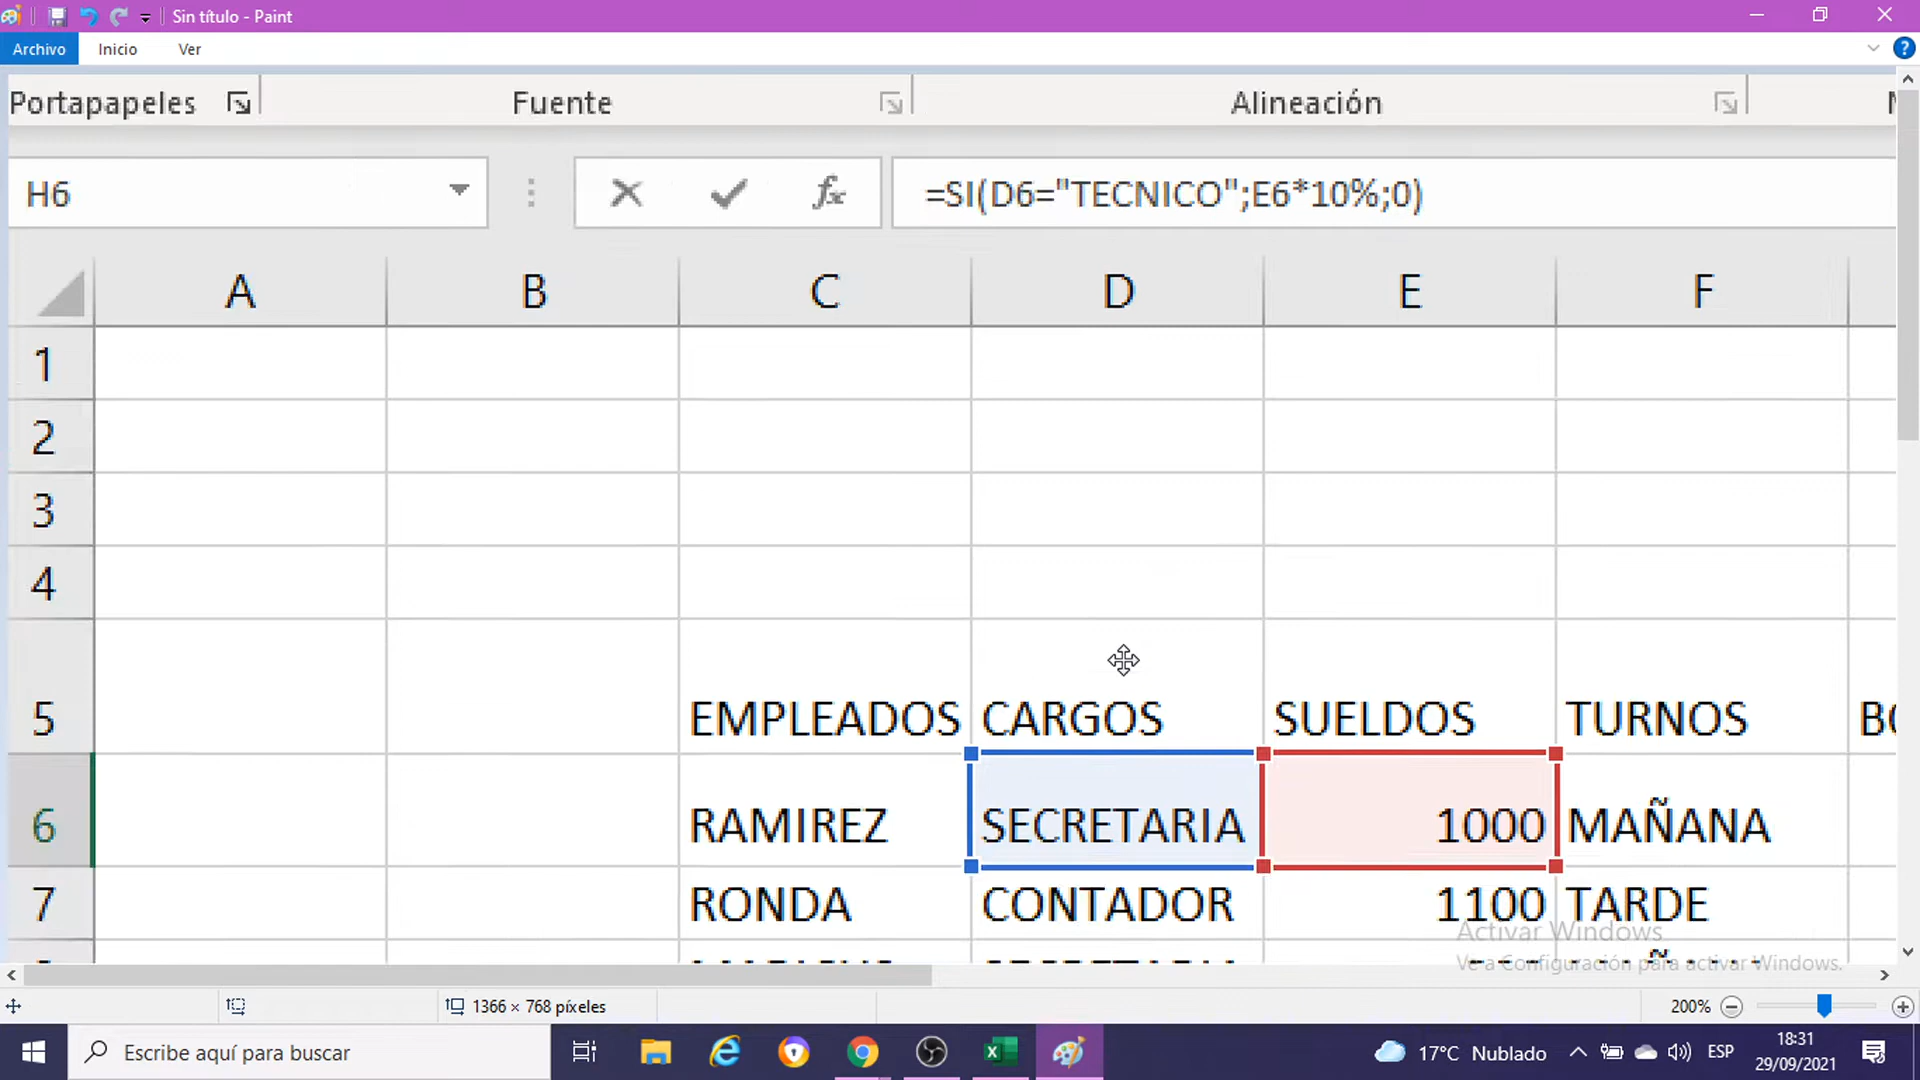 Sin título - Paint
Archivo Inicio Ver
Portapapeles Fuente Alineación
H6 fx =SI(D6="TECNICO";E6*10%;0)
A B C D E F
1
2
3
4
5 EMPLEADOS CARGOS SUELDOS TURNOS
6 RAMIREZ SECRETARIA 1000 MAÑANA
7 RONDA CONTADOR 1100 TARDE
Activar Windows
Ve a Configuración para activar Windows.
1366 × 768 píxeles 200%
Escribe aquí para buscar 17°C Nublado ESP 18:31
29/09/2021